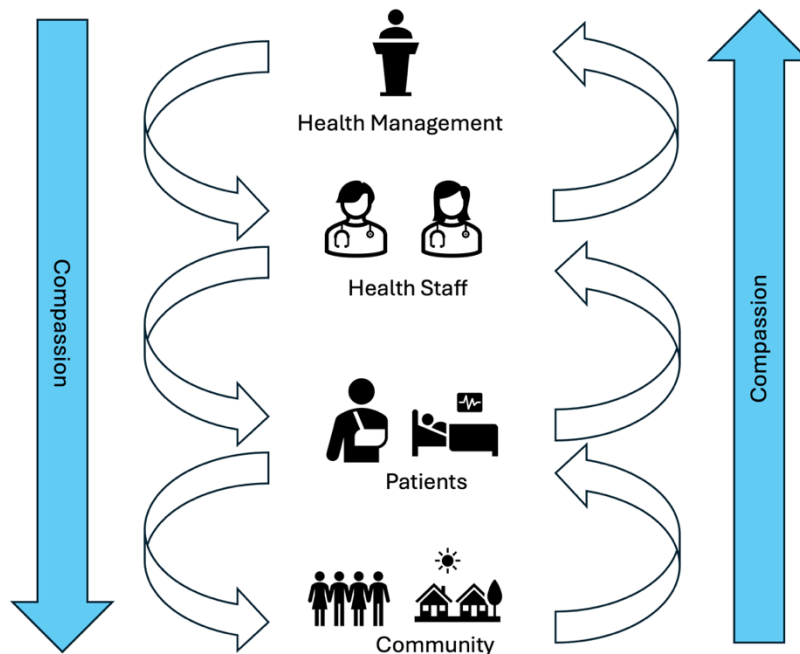 Health Management
Compassion
Health Staff
Compassion
Patients
Community